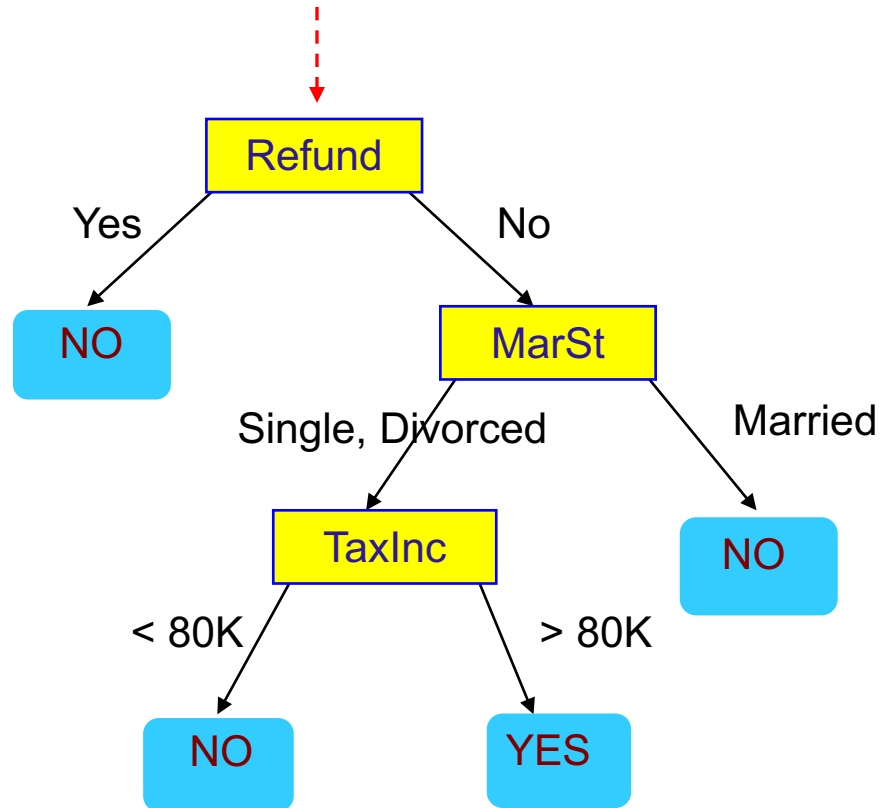 Refund
Yes
No
NO
MarSt
Single, Divorced
Married
TaxInc
NO
< 80K
> 80K
NO
YES